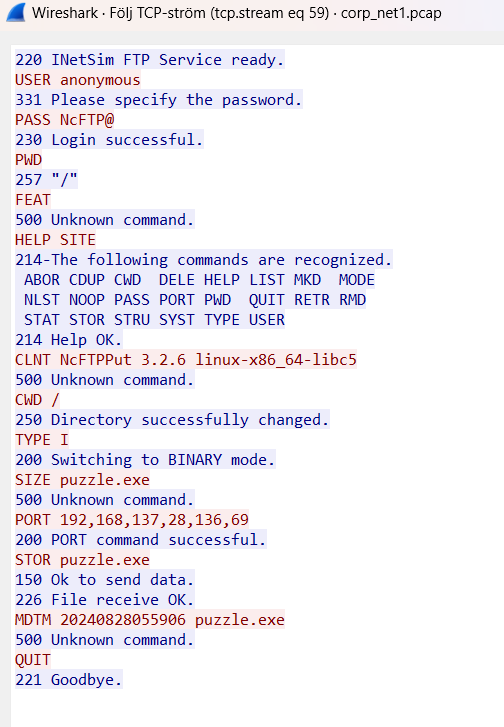 Wireshark · Följ TCP-ström (tcp.stream eq 59) · corp_net1.pcap
220 INetSim FTP Service ready.
USER anonymous
331 Please specify the password.
PASS NcFTP@
230 Login successful.
PWD
257 "/"
FEAT
500 Unknown command.
HELP SITE
214-The following commands are recognized.
 ABOR CDUP CWD  DELE HELP LIST MKD  MODE
 NLST NOOP PASS PORT PWD  QUIT RETR RMD
 STAT STOR STRU SYST TYPE USER
214 Help OK.
CLNT NcFTPPut 3.2.6 linux-x86_64-libc5
500 Unknown command.
CWD /
250 Directory successfully changed.
TYPE I
200 Switching to BINARY mode.
SIZE puzzle.exe
500 Unknown command.
PORT 192,168,137,28,136,69
200 PORT command successful.
STOR puzzle.exe
150 Ok to send data.
226 File receive OK.
MDTM 20240828055906 puzzle.exe
500 Unknown command.
QUIT
221 Goodbye.